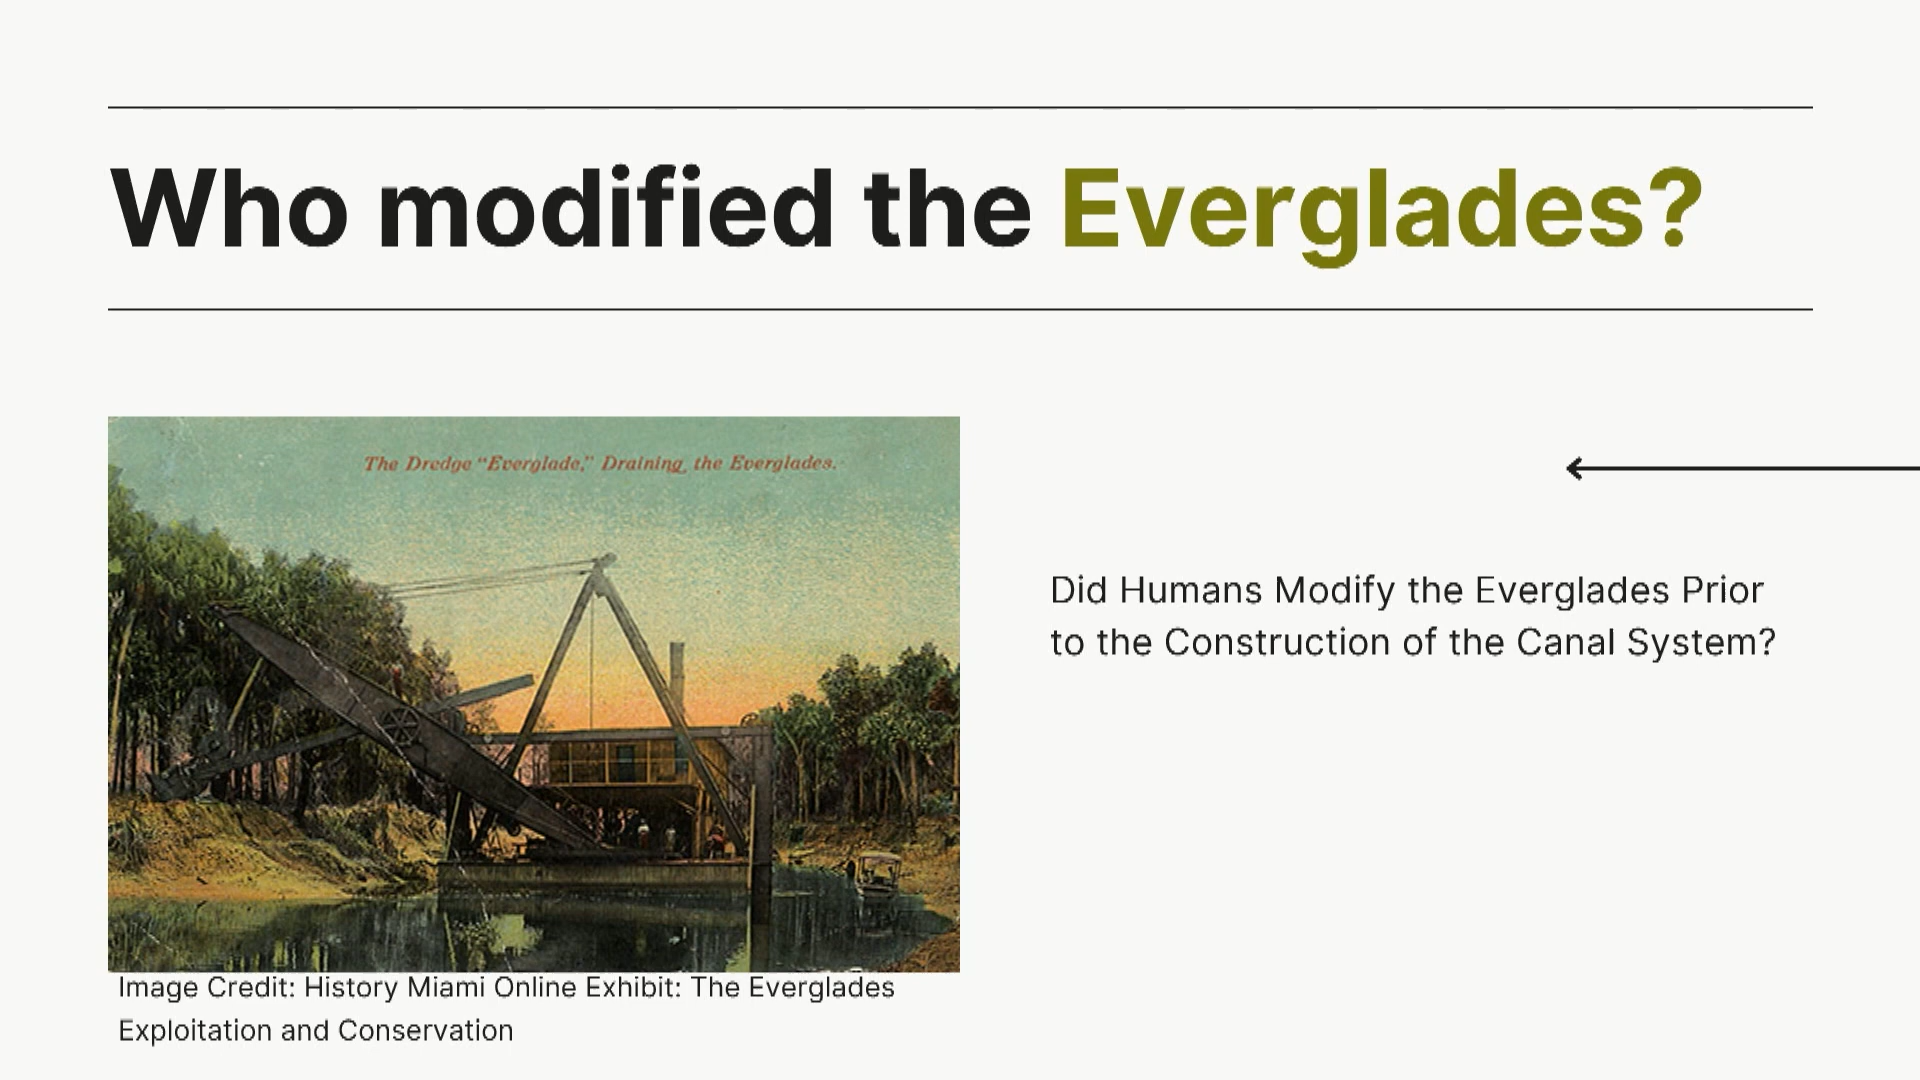 Who modified the Everglades?
The Dredge "Everglade," Draining the Everglades.
Did Humans Modify the Everglades Prior
to the Construction of the Canal System?
Image Credit: History Miami Online Exhibit: The Everglades
Exploitation and Conservation